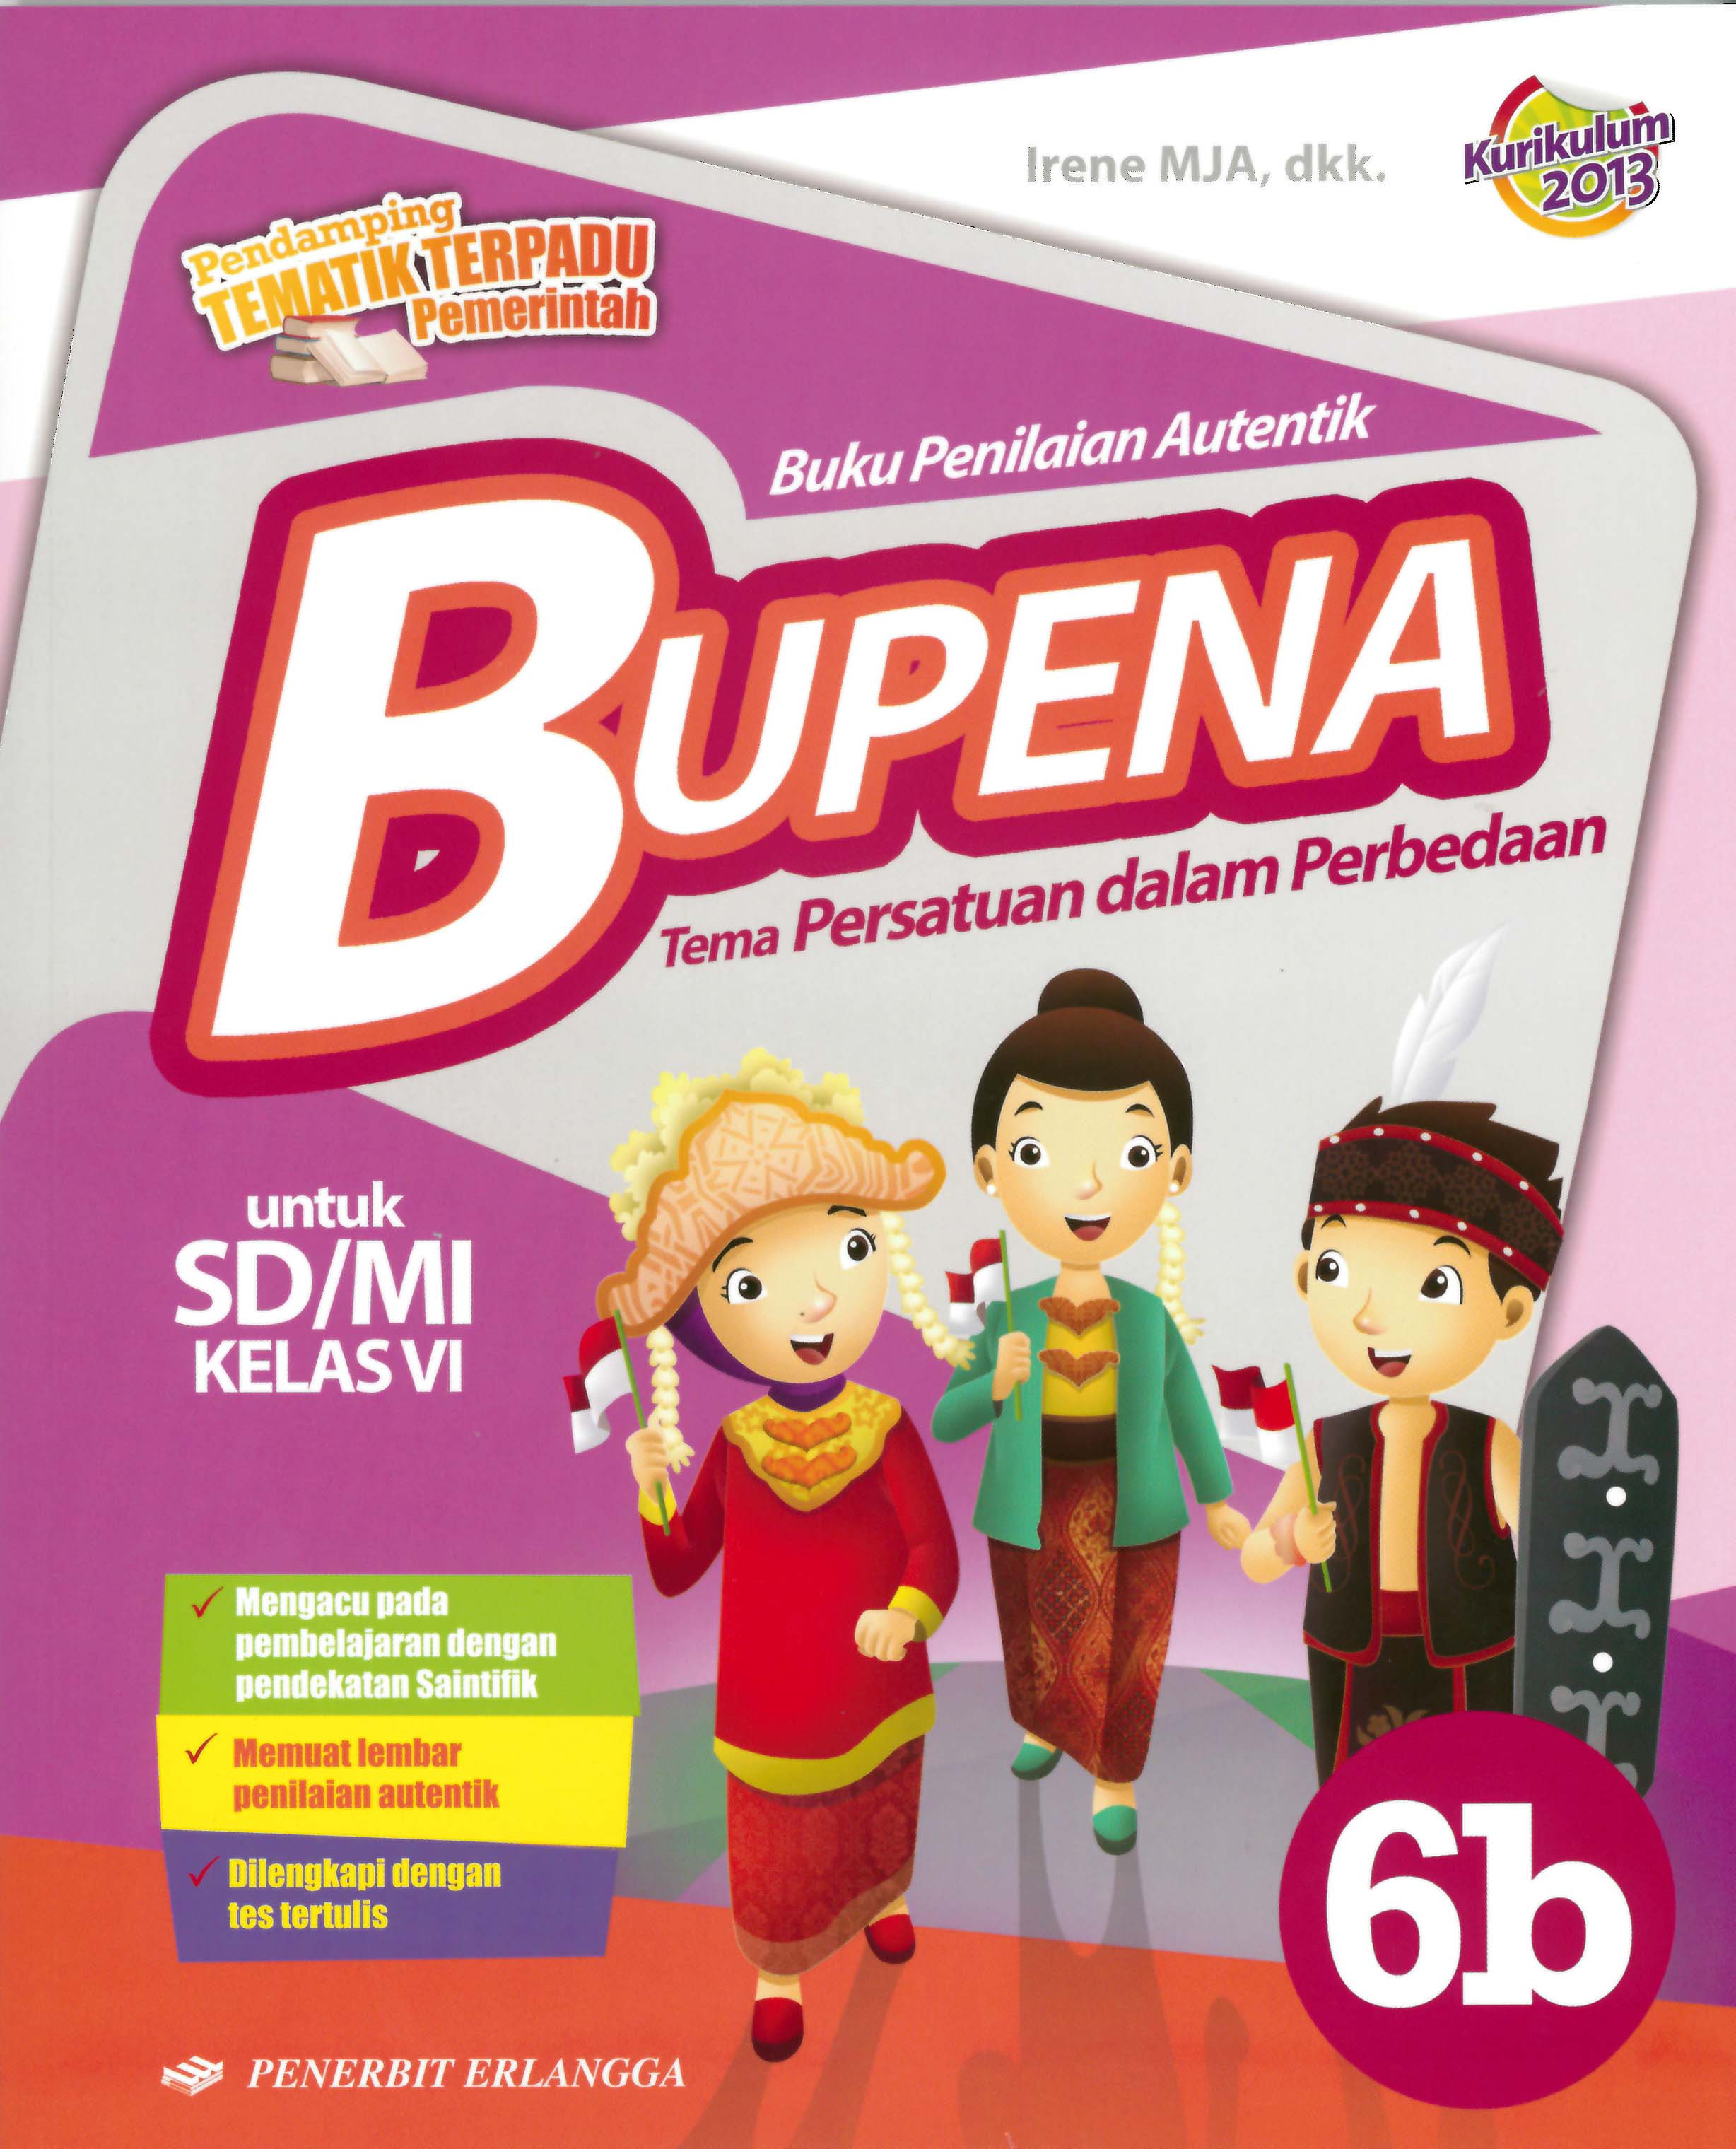 Irene MJA, dkk.
Kurikulum
2013
Pendamping
TEMATIK TERPADU
Pemerintah
Buku Penilaian Autentik
BUPENA
Tema Persatuan dalam Perbedaan
untuk
SD/MI
KELAS VI
✓ Mengacu pada
pembelajaran dengan
pendekatan Saintifik
✓ Memuat lembar
penilaian autentik
✓ Dilengkapi dengan
tes tertulis
6b
PENERBIT ERLANGGA